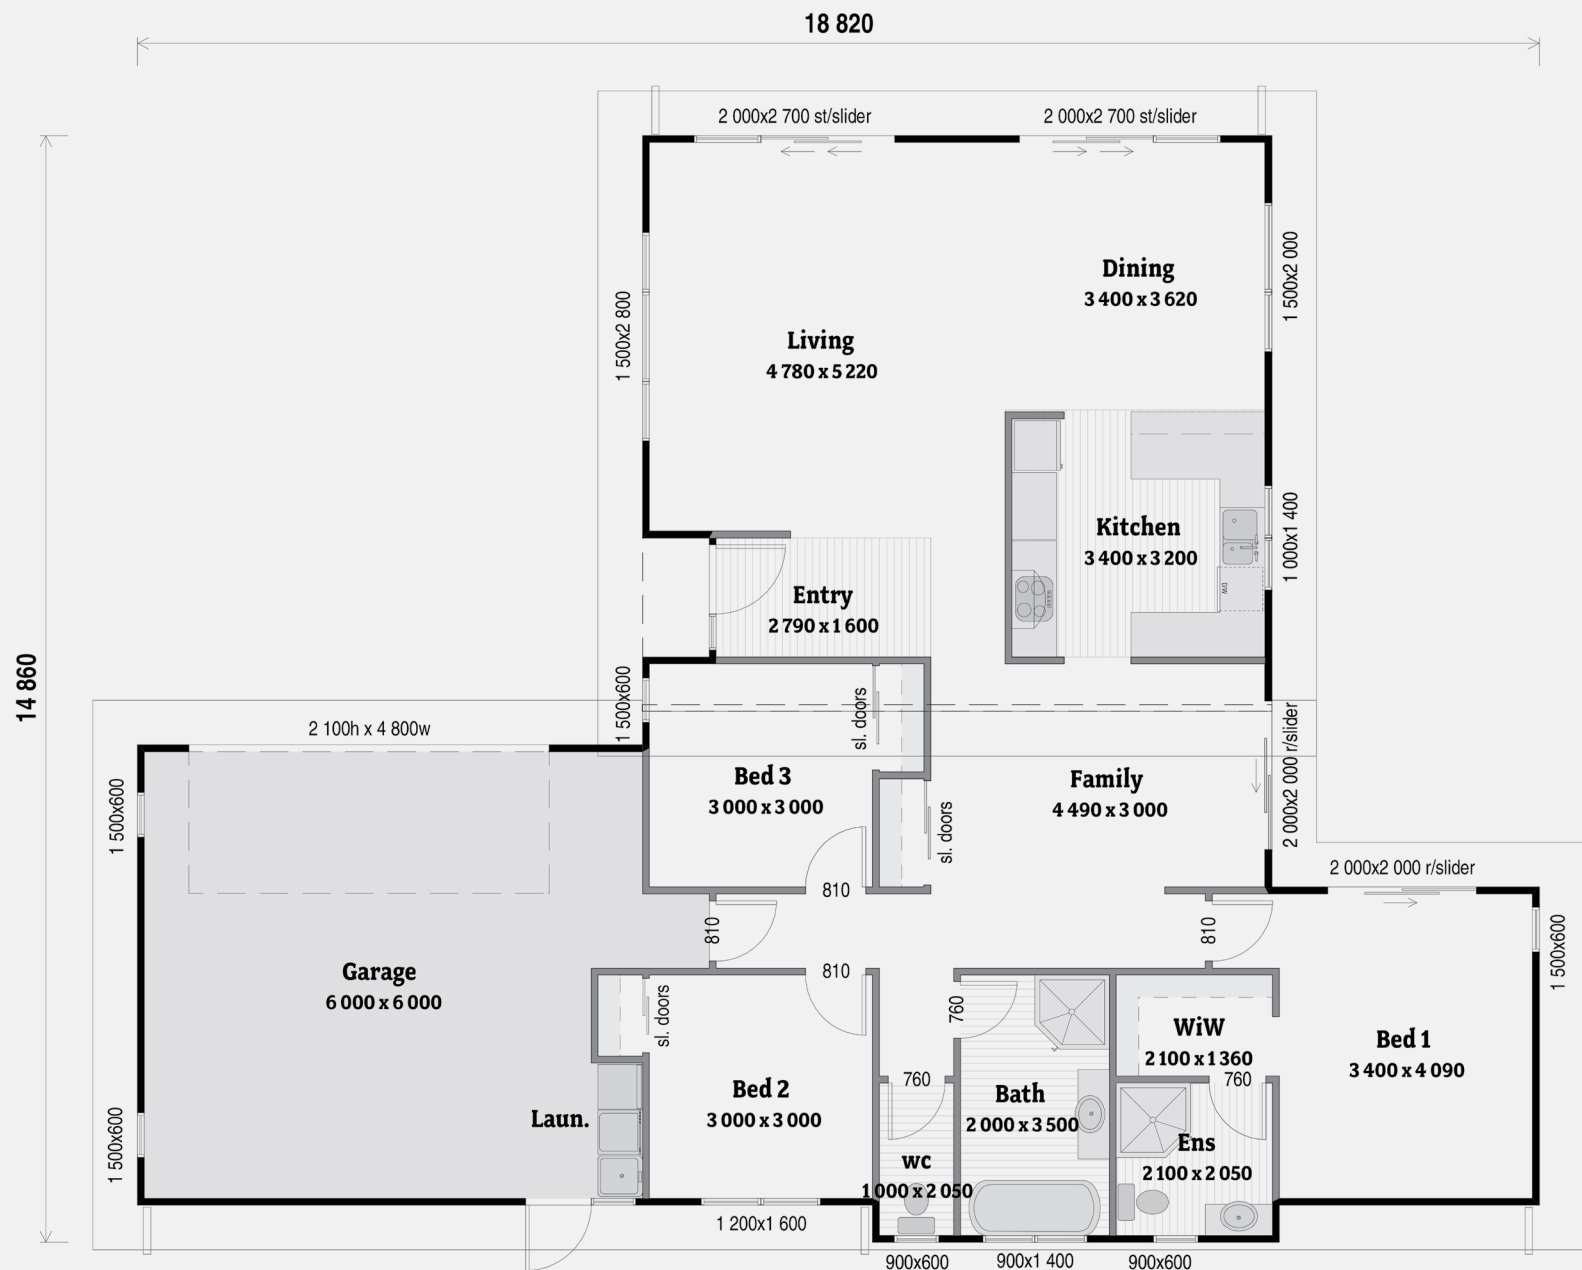 18 820
2 000x2 700 st/slider
2 000x2 700 st/slider
14 860
1 500x2 800
Living
4 780 x 5 220
Dining
3 400 x 3 620
1 500x2 000
Kitchen
3 400 x 3 200
DW
1 000x1 400
Entry
2 790 x 1 600
1 500x600
sl. doors
2 100h x 4 800w
1 500x600
Bed 3
3 000 x 3 000
810
sl. doors
Family
4 490 x 3 000
2 000x2 000 r/slider
2 000x2 000 r/slider
810
810
810
1 500x600
Garage
6 000 x 6 000
sl. doors
760
WiW
2 100 x 1 360
760
Bed 1
3 400 x 4 090
Laun.
1 500x600
Bed 2
3 000 x 3 000
760
Bath
2 000 x 3 500
Ens
2 100 x 2 050
wc
1 000 x 2 050
1 200x1 600
900x600
900x1 400
900x600